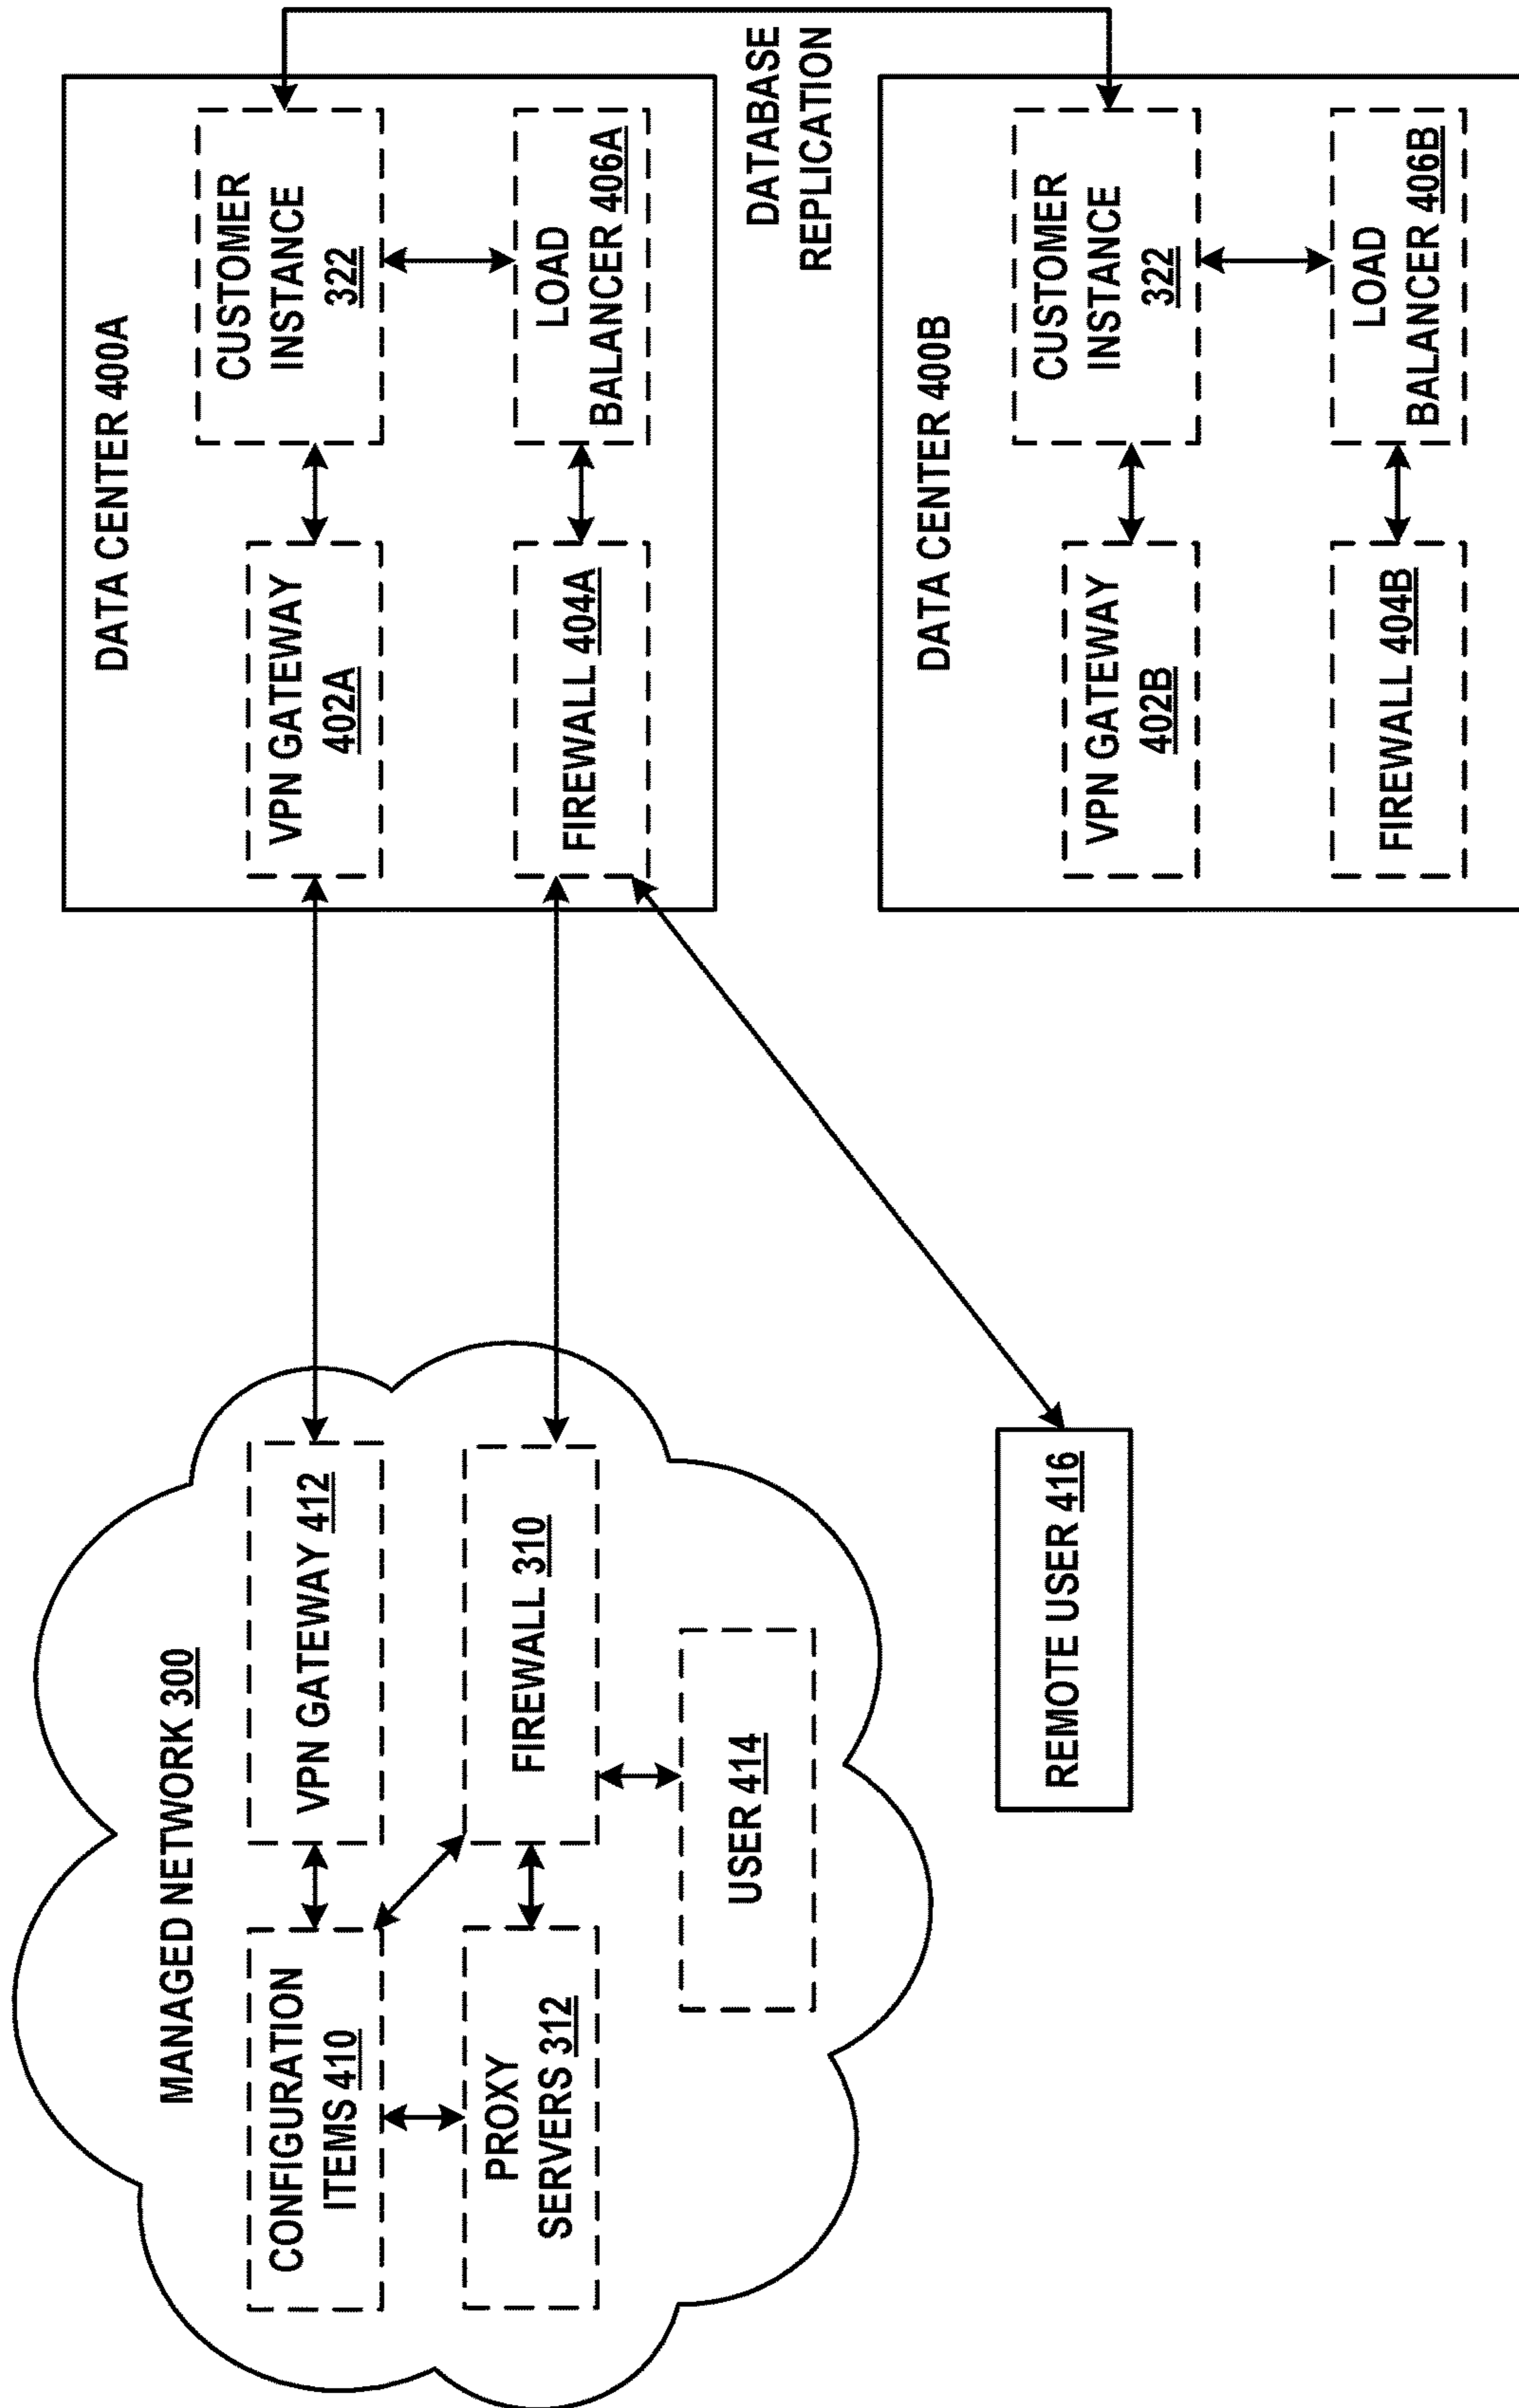 MANAGED NETWORK 300
CONFIGURATION
ITEMS 410
VPN GATEWAY 412
PROXY
SERVERS 312
FIREWALL 310
USER 414
REMOTE USER 416
DATA CENTER 400A
VPN GATEWAY
402A
CUSTOMER
INSTANCE
322
FIREWALL 404A
LOAD
BALANCER 406A
DATABASE
REPLICATION
DATA CENTER 400B
VPN GATEWAY
402B
CUSTOMER
INSTANCE
322
FIREWALL 404B
LOAD
BALANCER 406B